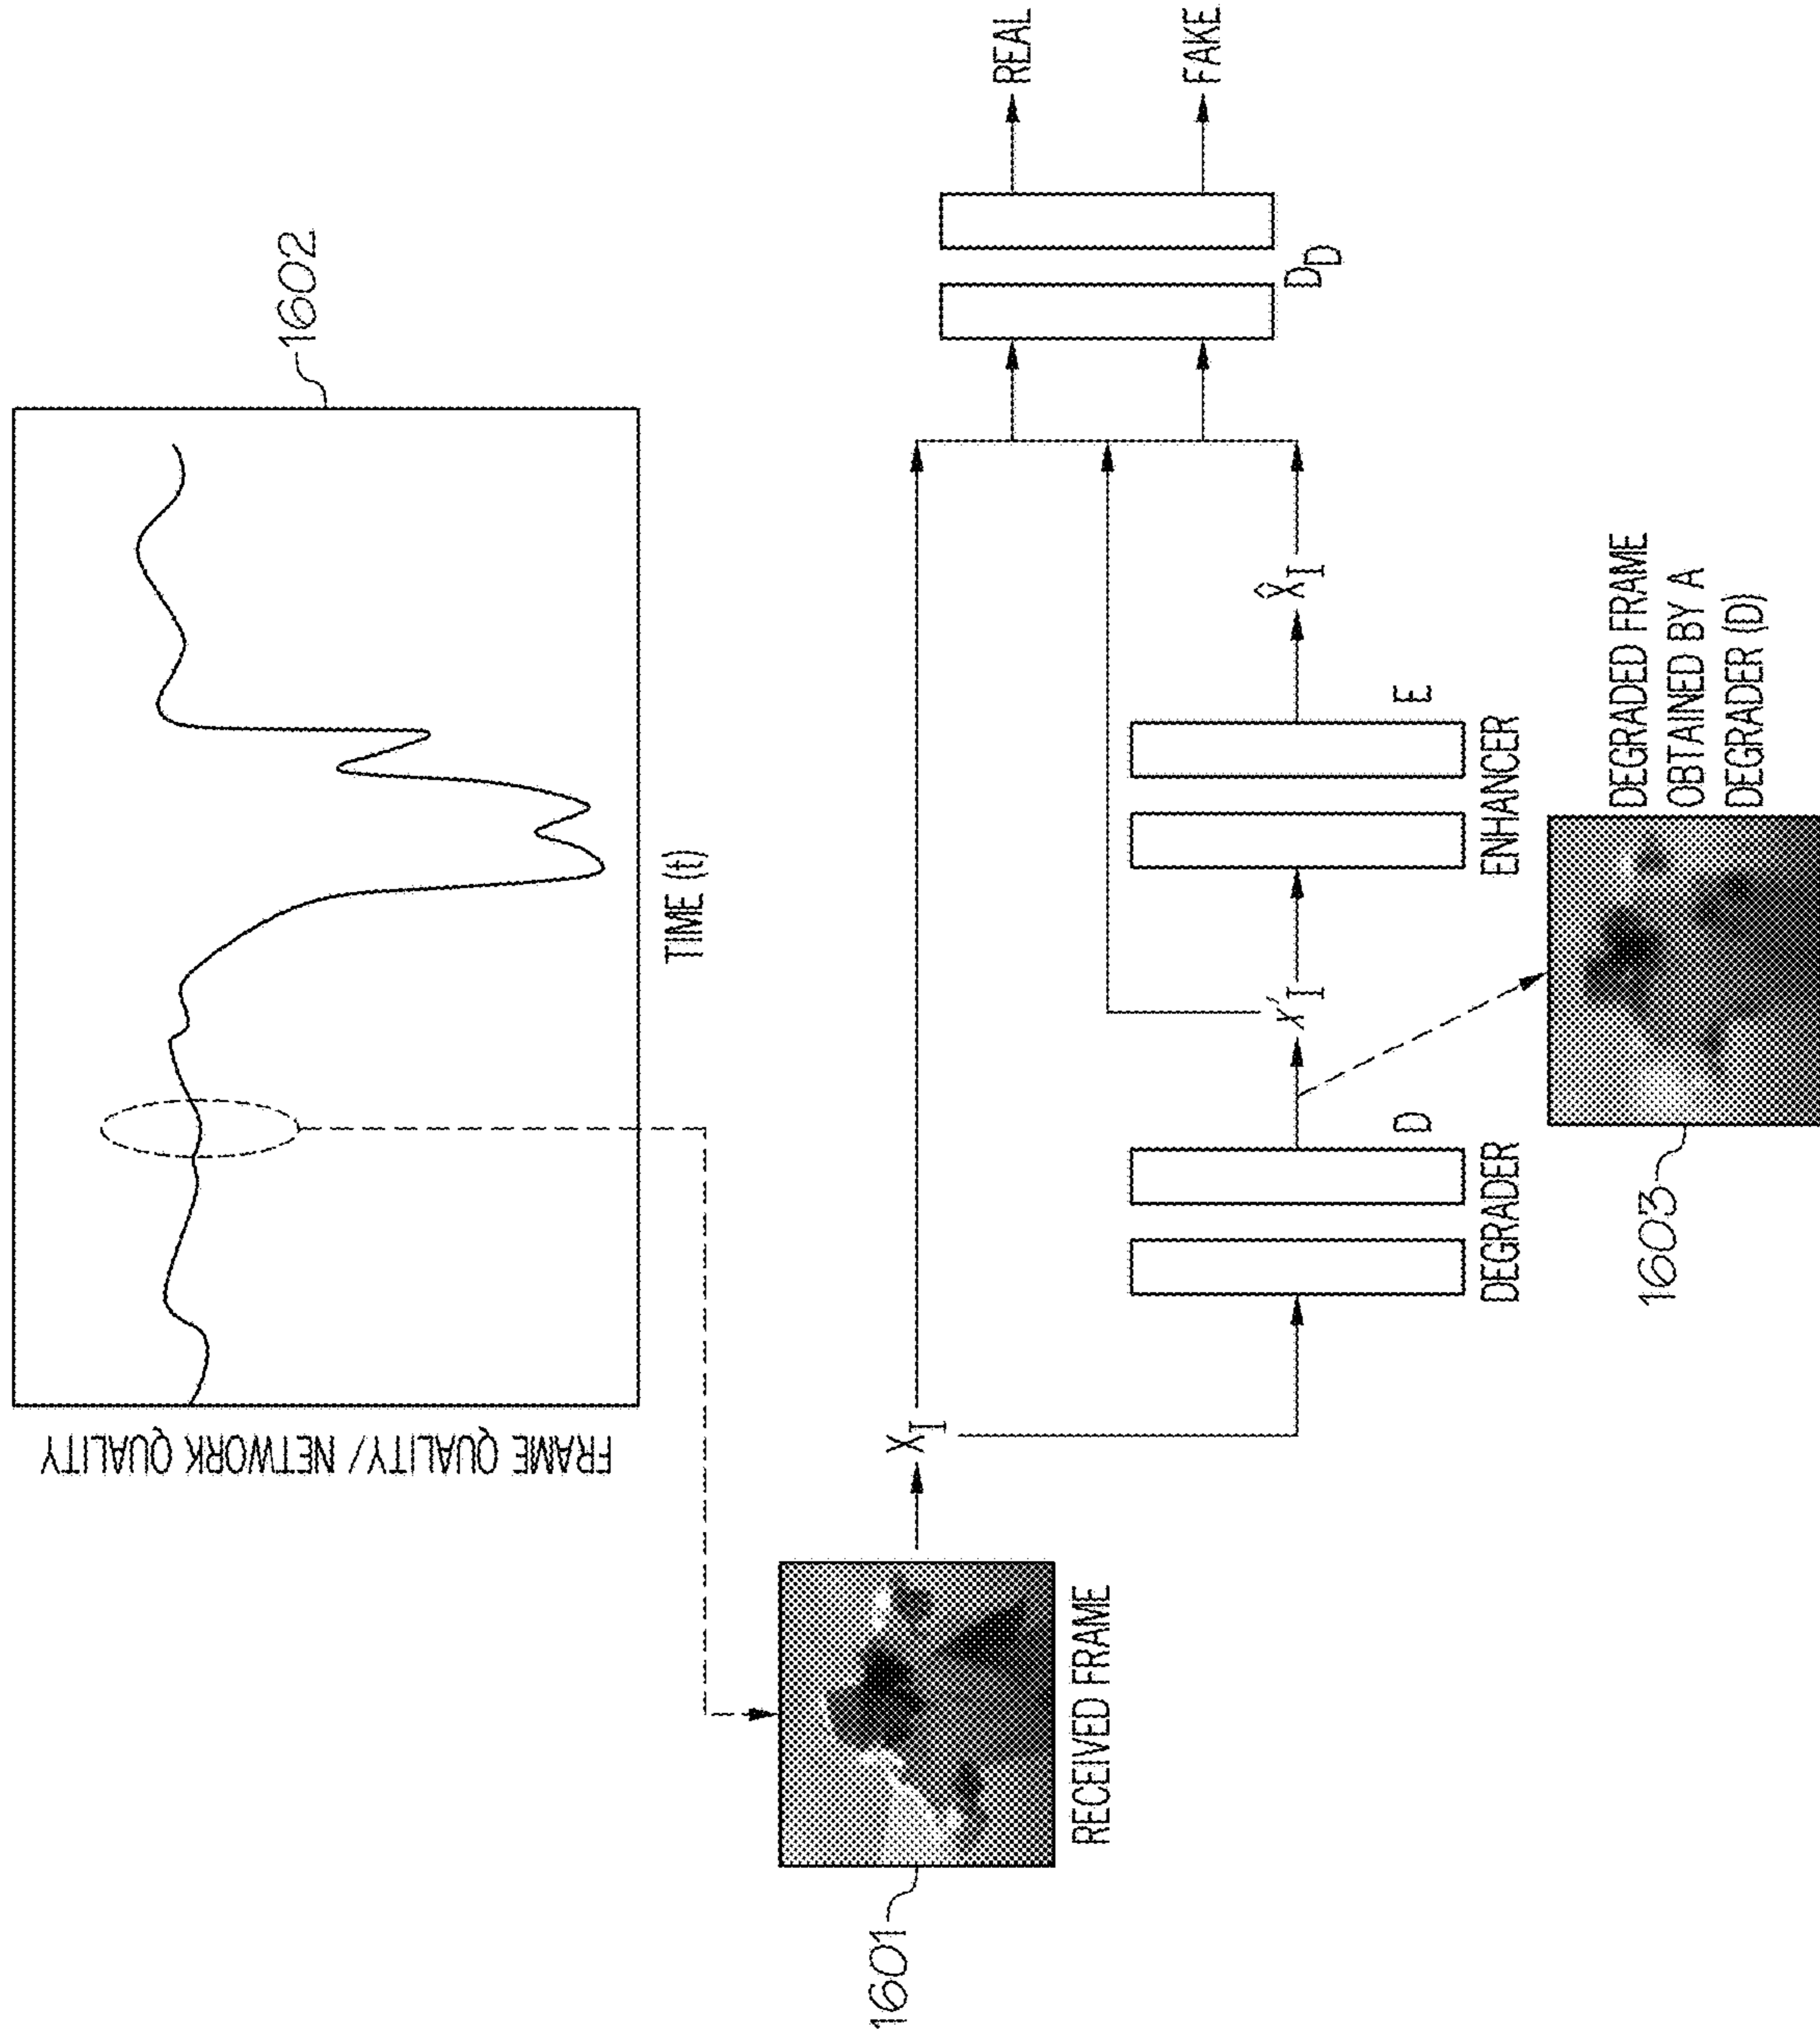 FRAME QUALITY/ NETWORK QUALITY
1602
TIME (t)
1601
RECEIVED FRAME
X_I
DEGRADER
D
X'_I
ENHANCER
E
X̂_I
D_D
REAL
FAKE
1603
DEGRADED FRAME
OBTAINED BY A
DEGRADER (D)